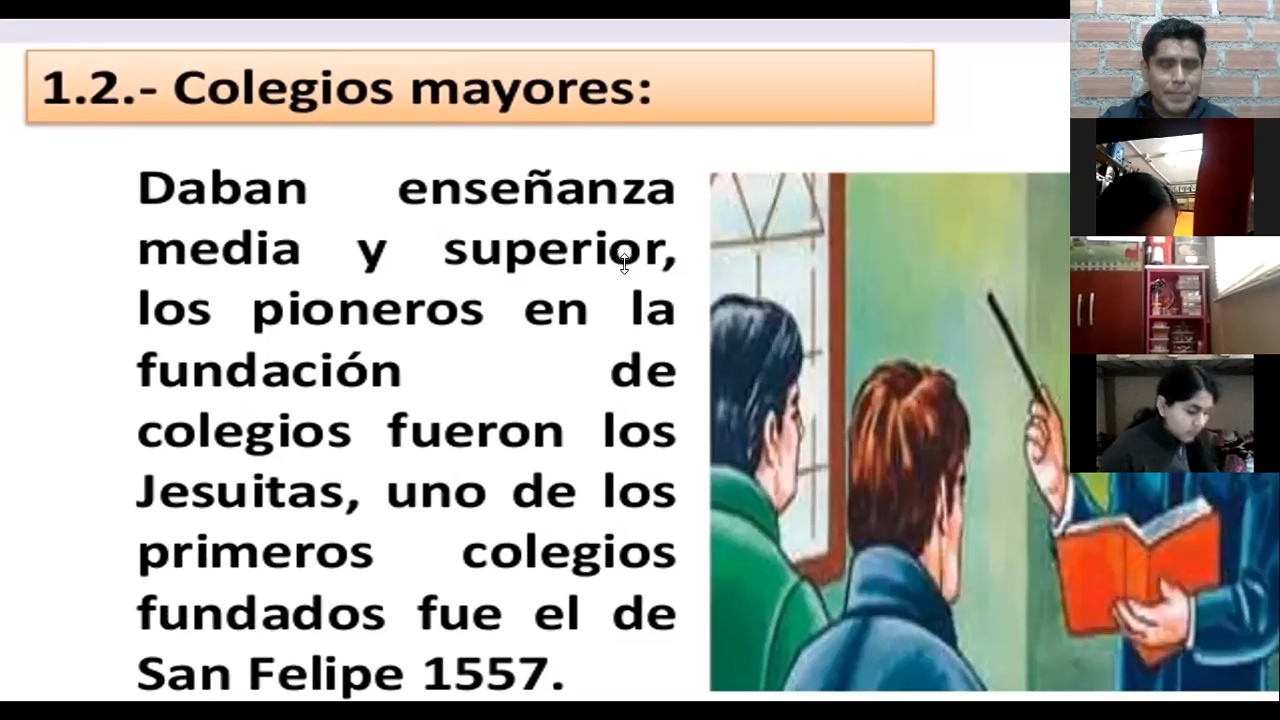 1.2.- Colegios mayores:
Daban enseñanza
media y superior,
los pioneros en la
fundación de
colegios fueron los
Jesuitas, uno de los
primeros colegios
fundados fue el de
San Felipe 1557.